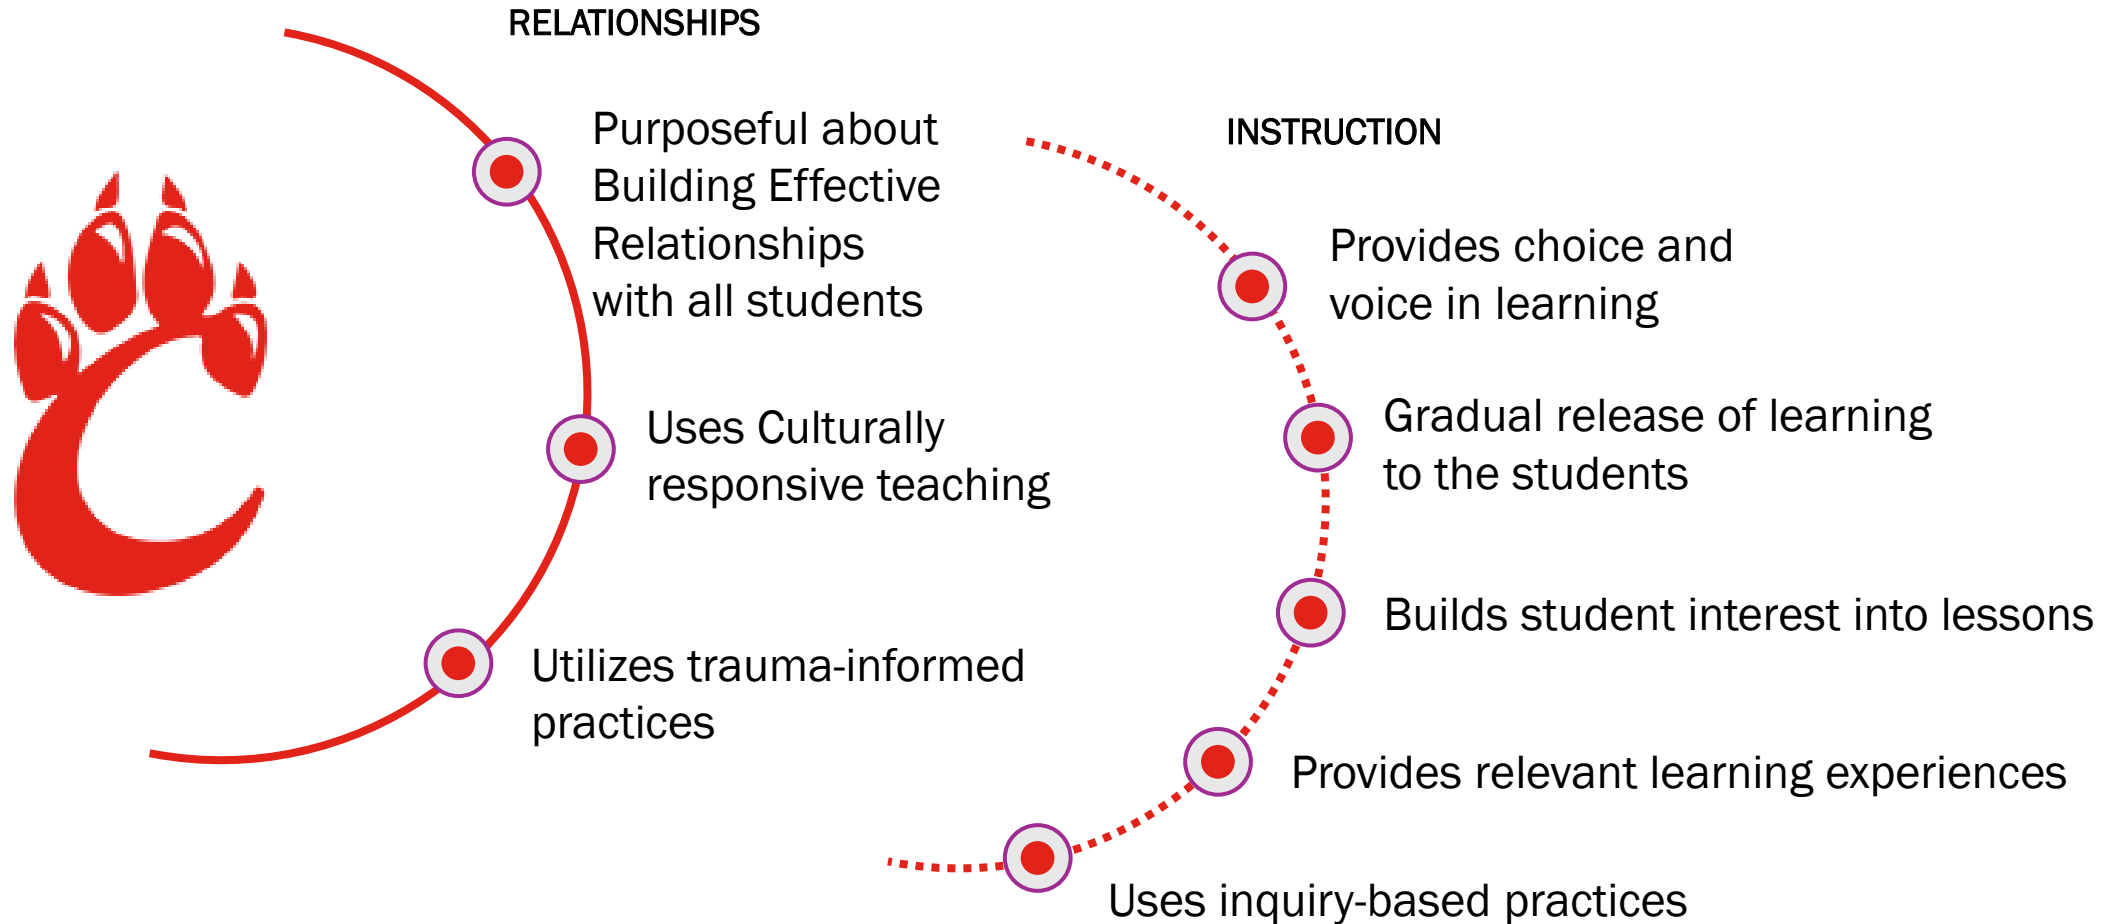 RELATIONSHIPS
Purposeful about
Building Effective
Relationships
with all students
Uses Culturally
responsive teaching
Utilizes trauma-informed
practices
INSTRUCTION
Provides choice and
voice in learning
Gradual release of learning
to the students
Builds student interest into lessons
Provides relevant learning experiences
Uses inquiry-based practices